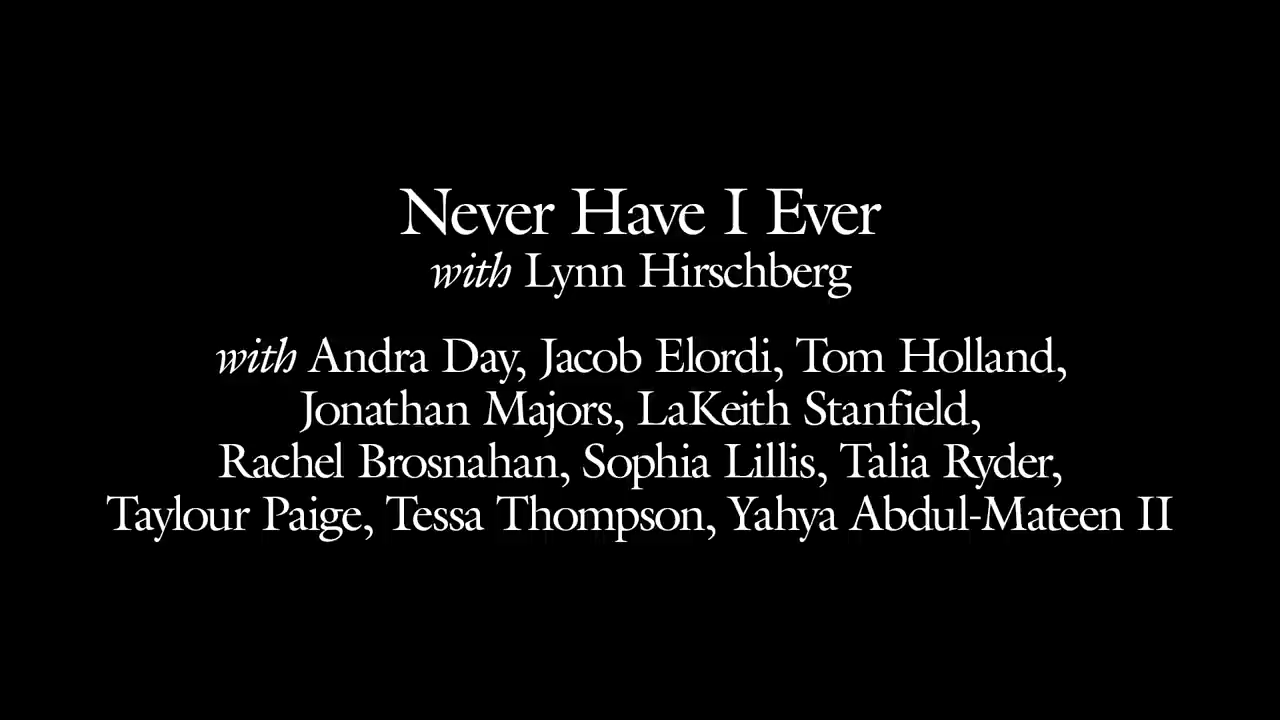 Never Have I Ever
with Lynn Hirschberg
with Andra Day, Jacob Elordi, Tom Holland,
Jonathan Majors, LaKeith Stanfield,
Rachel Brosnahan, Sophia Lillis, Talia Ryder,
Taylour Paige, Tessa Thompson, Yahya Abdul-Mateen II